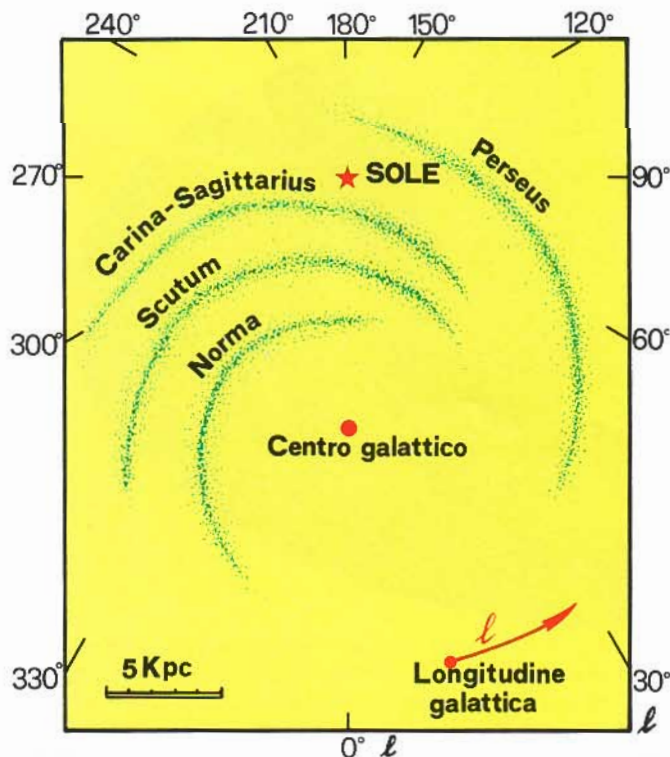 240° 210° 180° 150° 120°
Perseus
270° SOLE 90°
Carina-Sagittarius
Scutum
Norma
300° 60°
Centro galattico
ℓ
5 Kpc
Longitudine
galattica
330° 30°
0° ℓ
ℓ